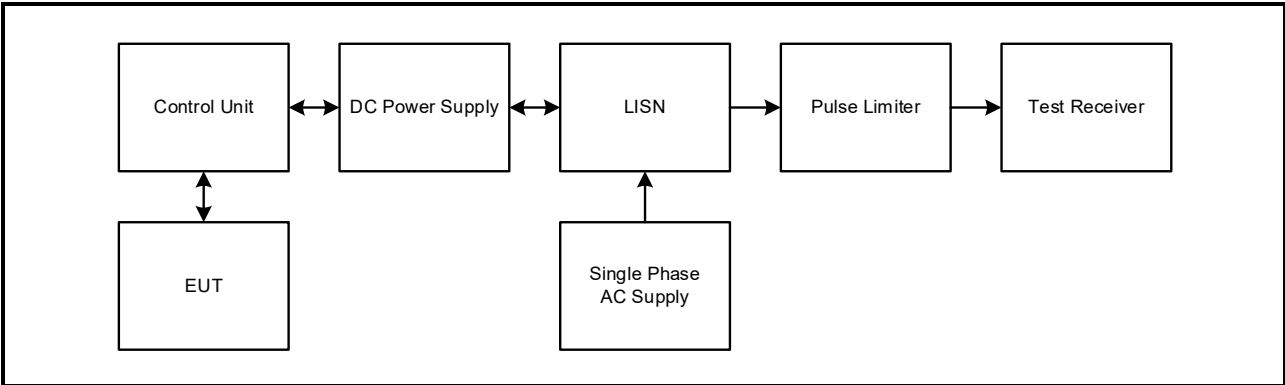 Control Unit
DC Power Supply
LISN
Pulse Limiter
Test Receiver
EUT
Single Phase
AC Supply